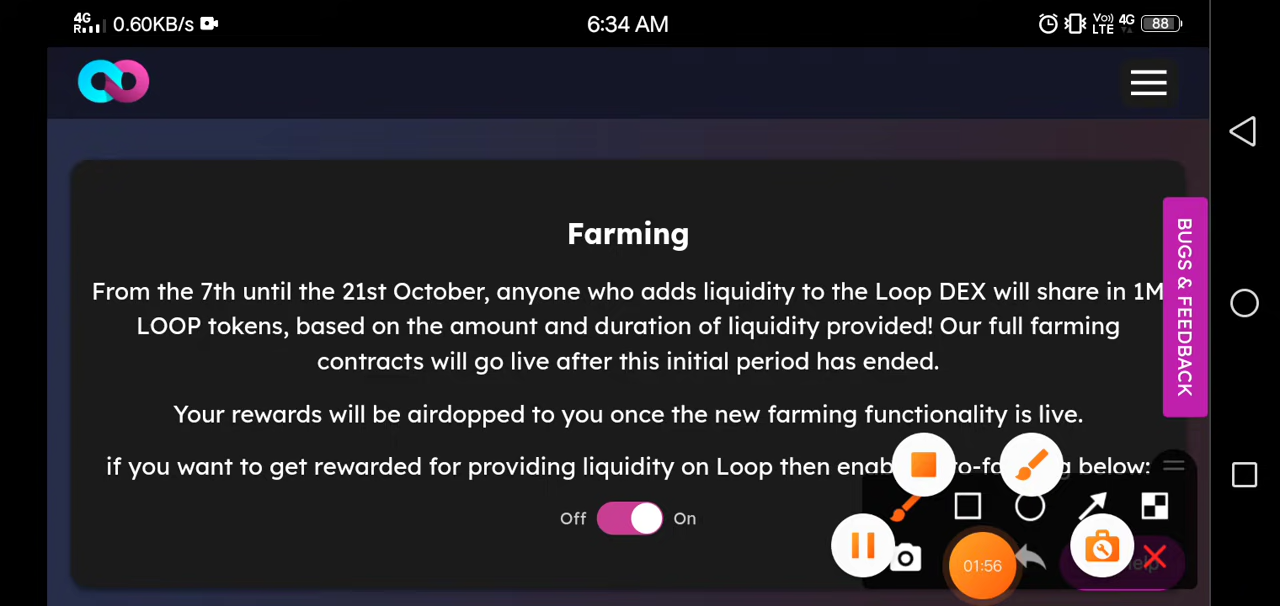 4G 0.60KB/s 6:34 AM Vo) LTE 4G 88
R
Farming
From the 7th until the 21st October, anyone who adds liquidity to the Loop DEX will share in 1M
LOOP tokens, based on the amount and duration of liquidity provided! Our full farming
contracts will go live after this initial period has ended.
Your rewards will be airdopped to you once the new farming functionality is live.
if you want to get rewarded for providing liquidity on Loop then below:
Off On
BUGS & FEEDBACK
01:56